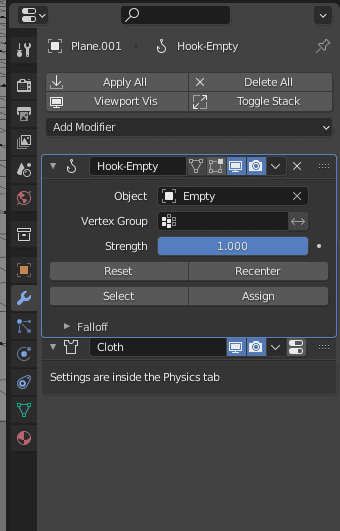 Plane.001 Hook-Empty
Apply All Delete All
Viewport Vis Toggle Stack
Add Modifier
Hook-Empty
Object Empty
Vertex Group
Strength 1.000
Reset Recenter
Select Assign
Falloff
Cloth
Settings are inside the Physics tab